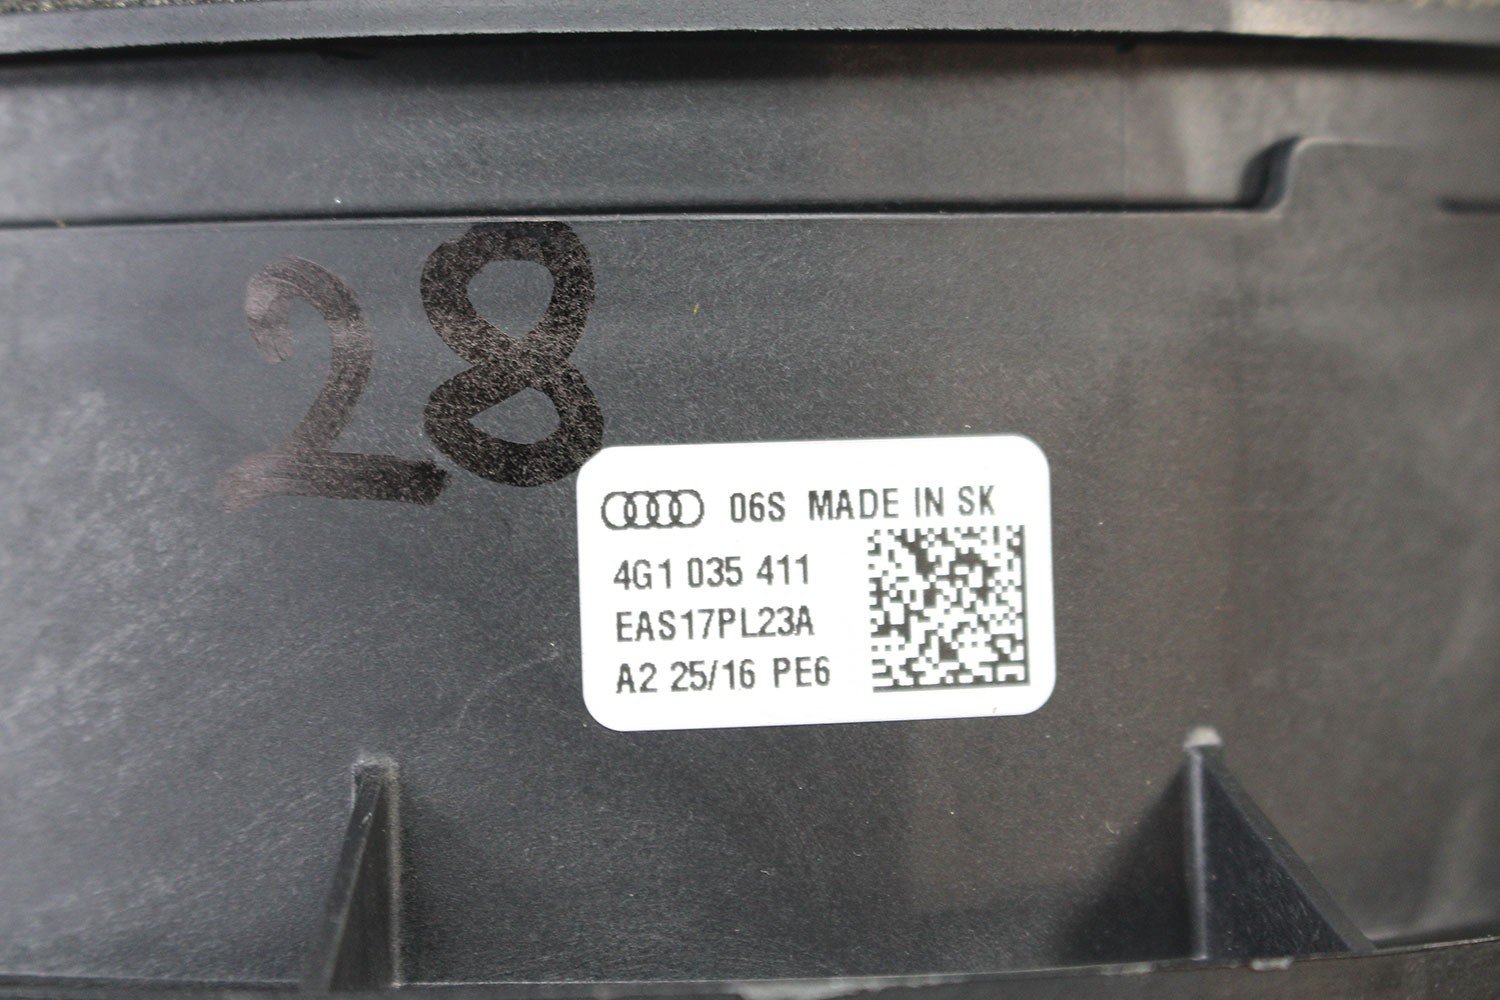 28
06S MADE IN SK
4G1 035 411
EAS17PL23A
A2 25/16 PE6